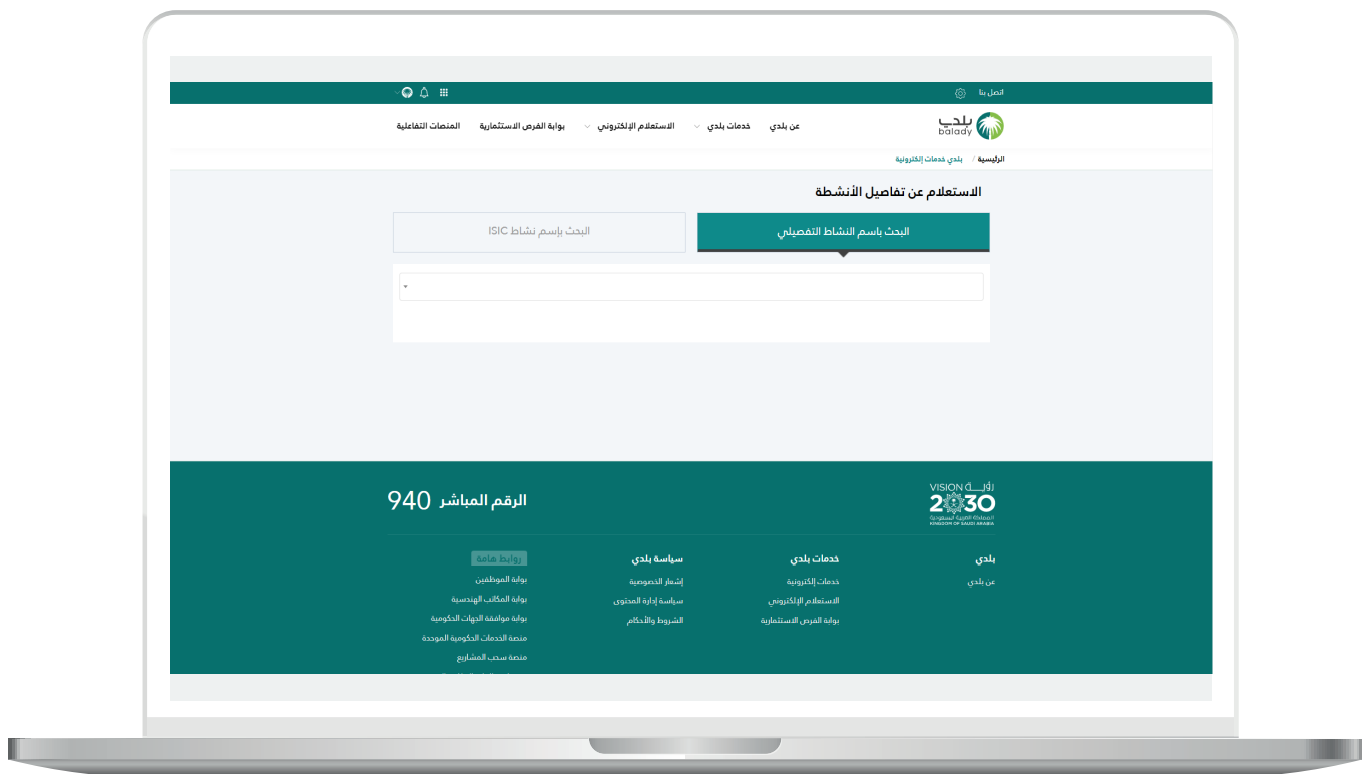 اتصل بنا
بلدي
balady
عن بلدي
خدمات بلدي
الاستعلام الإلكتروني
بوابة الفرص الاستثمارية
المنصات التفاعلية
الرئيسية / بلدي خدمات إلكترونية
الاستعلام عن تفاصيل الأنشطة
البحث باسم النشاط التفصيلي
البحث بإسم نشاط ISIC
VISION رؤيــة
2030
المملكة العربية السعودية
KINGDOM OF SAUDI ARABIA
الرقم المباشر 940
بلدي
عن بلدي
خدمات بلدي
خدمات إلكترونية
الاستعلام الإلكتروني
بوابة الفرص الاستثمارية
سياسة بلدي
إشعار الخصوصية
سياسة إدارة المحتوى
الشروط والأحكام
روابط هامة
بوابة الموظفين
بوابة المكاتب الهندسية
بوابة موافقة الجهات الحكومية
منصة الخدمات الحكومية الموحدة
منصة سحب المشاريع